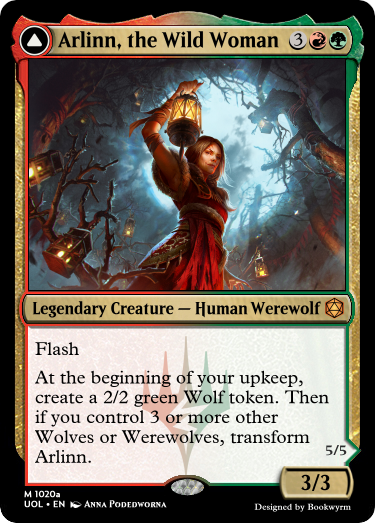 Arlinn, the Wild Woman 3
Legendary Creature — Human Werewolf
Flash
At the beginning of your upkeep,
create a 2/2 green Wolf token. Then
if you control 3 or more other
Wolves or Werewolves, transform
Arlinn.
5/5
3/3
M 1020a
UOL • EN Anna Podedworna
Designed by Bookwyrm